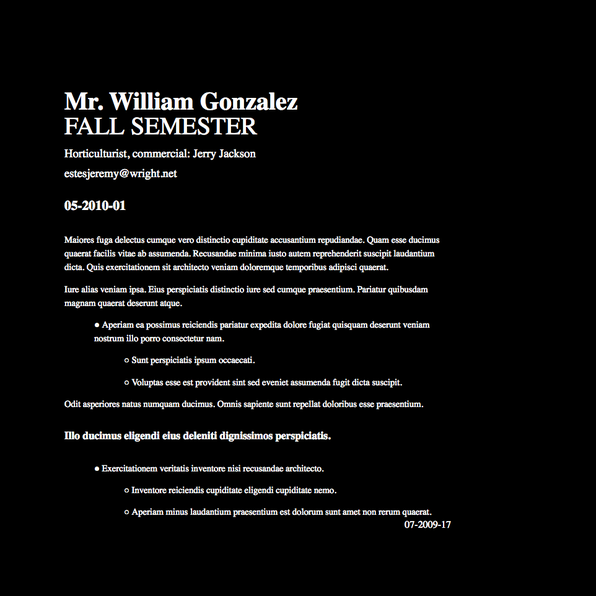 Mr. William Gonzalez
FALL SEMESTER
Horticulturist, commercial: Jerry Jackson
estesjeremy@wright.net
05-2010-01
Maiores fuga delectus cumque vero distinctio cupiditate accusantium repudiandae. Quam esse ducimus
quaerat facilis vitae ab assumenda. Recusandae minima iusto autem reprehenderit suscipit laudantium
dicta. Quis exercitationem sit architecto veniam doloremque temporibus adipisci quaerat.
Iure alias veniam ipsa. Eius perspiciatis distinctio iure sed cumque praesentium. Pariatur quibusdam
magnam quaerat deserunt atque.
● Aperiam ea possimus reiciendis pariatur expedita dolore fugiat quisquam deserunt veniam
nostrum illo porro consectetur nam.
○ Sunt perspiciatis ipsum occaecati.
○ Voluptas esse est provident sint sed eveniet assumenda fugit dicta suscipit.
Odit asperiores natus numquam ducimus. Omnis sapiente sunt repellat doloribus esse praesentium.
Illo ducimus eligendi eius deleniti dignissimos perspiciatis.
● Exercitationem veritatis inventore nisi recusandae architecto.
○ Inventore reiciendis cupiditate eligendi cupiditate nemo.
○ Aperiam minus laudantium praesentium est dolorum sunt amet non rerum quaerat.
07-2009-17